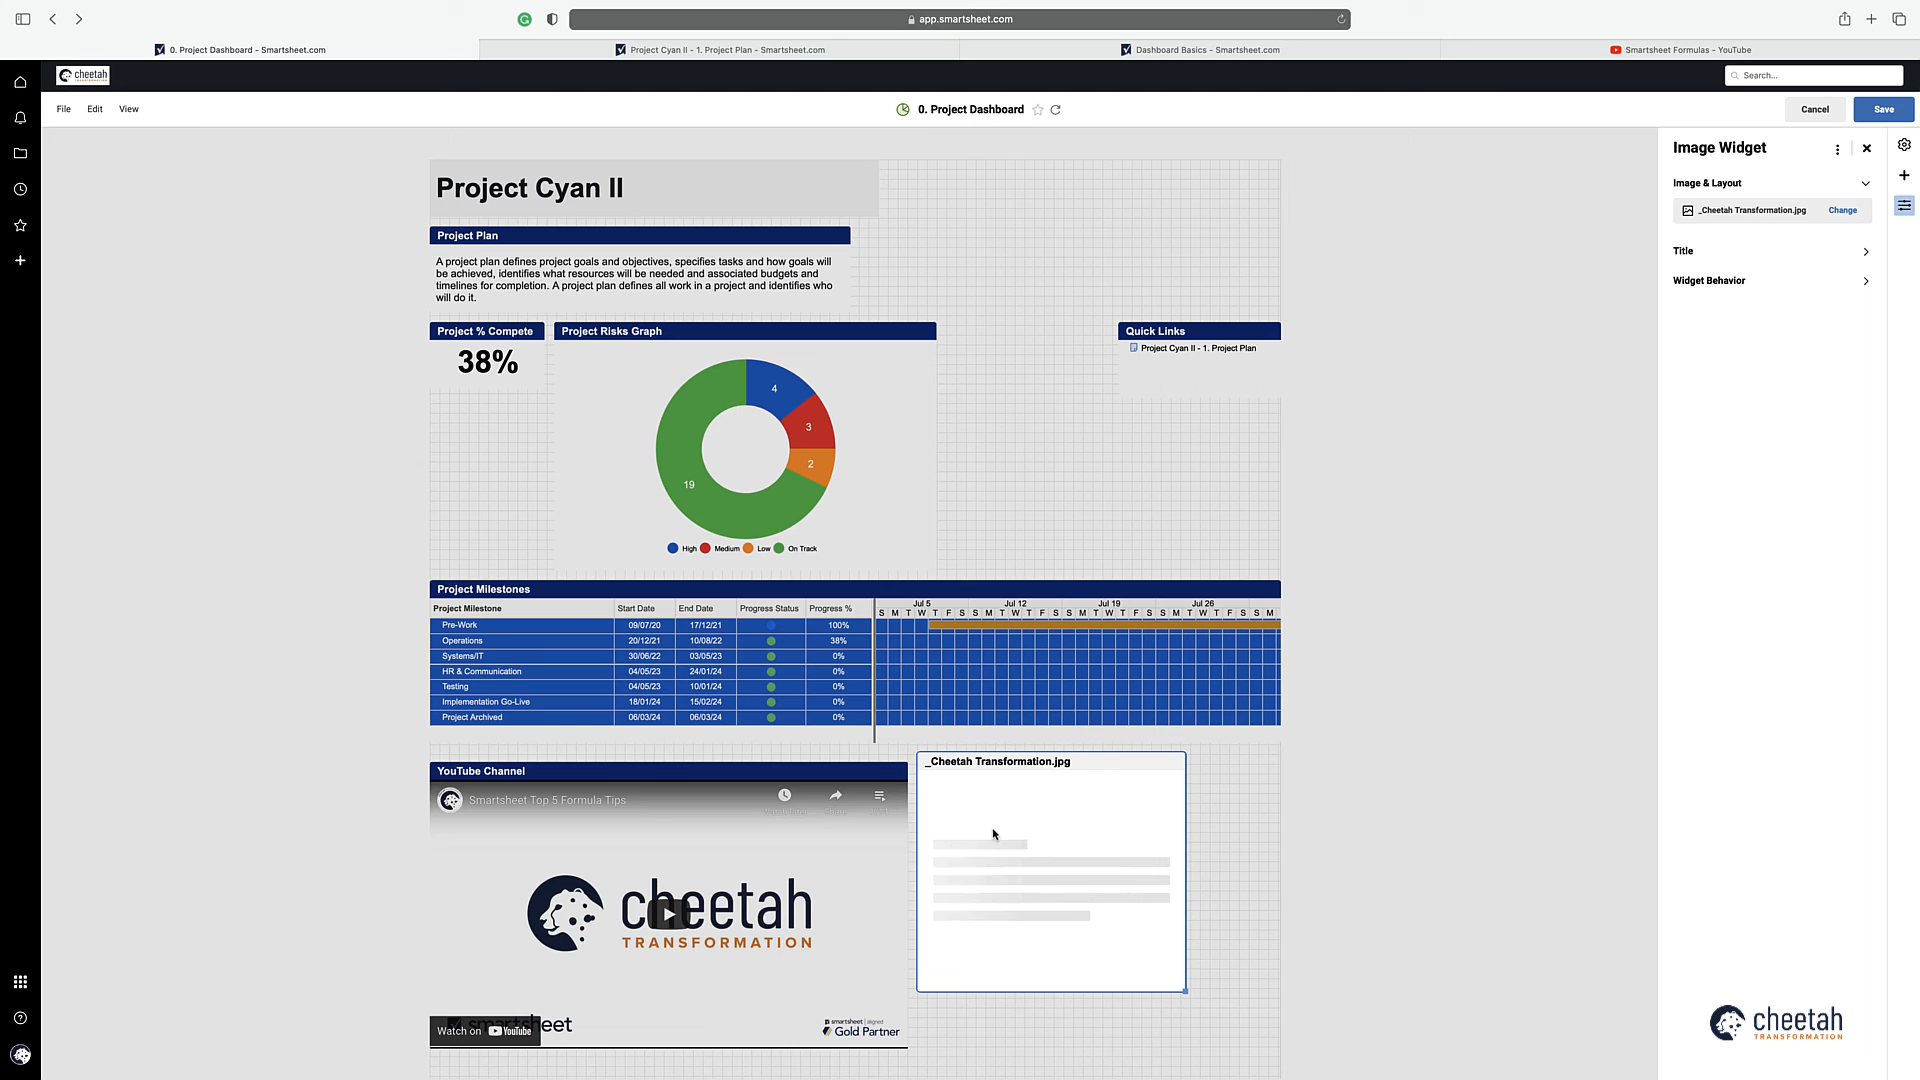 app.smartsheet.com
0. Project Dashboard - Smartsheet.com
Project Cyan II - 1. Project Plan - Smartsheet.com
Dashboard Basics - Smartsheet.com
Smartsheet Formulas - YouTube
cheetah
TRANSFORMATION
Search...
File
Edit
View
0. Project Dashboard
Cancel
Save
Image Widget
Image & Layout
_Cheetah Transformation.jpg
Change
Title
Widget Behavior
Project Cyan II
Project Plan
A project plan defines project goals and objectives, specifies tasks and how goals will
be achieved, identifies what resources will be needed and associated budgets and
timelines for completion. A project plan defines all work in a project and identifies who
will do it.
Project % Compete
38%
Project Risks Graph
4
3
2
19
High
Medium
Low
On Track
Quick Links
Project Cyan II - 1. Project Plan
Project Milestones
Project Milestone Start Date End Date Progress Status Progress %
Jul 5 Jul 12 Jul 19 Jul 26
S M T W T F S S M T W T F S S M T W T F S S M T W T F S S M
Pre-Work 09/07/20 17/12/21 100%
Operations 20/12/21 10/08/22 38%
Systems/IT 30/06/22 03/05/23 0%
HR & Communication 04/05/23 24/01/24 0%
Testing 04/05/23 10/01/24 0%
Implementation Go-Live 18/01/24 15/02/24 0%
Project Archived 06/03/24 06/03/24 0%
YouTube Channel
Smartsheet Top 5 Formula Tips
cheetah
TRANSFORMATION
Watch on YouTube
smartsheet
smartsheet | aligned
Gold Partner
_Cheetah Transformation.jpg
cheetah
TRANSFORMATION